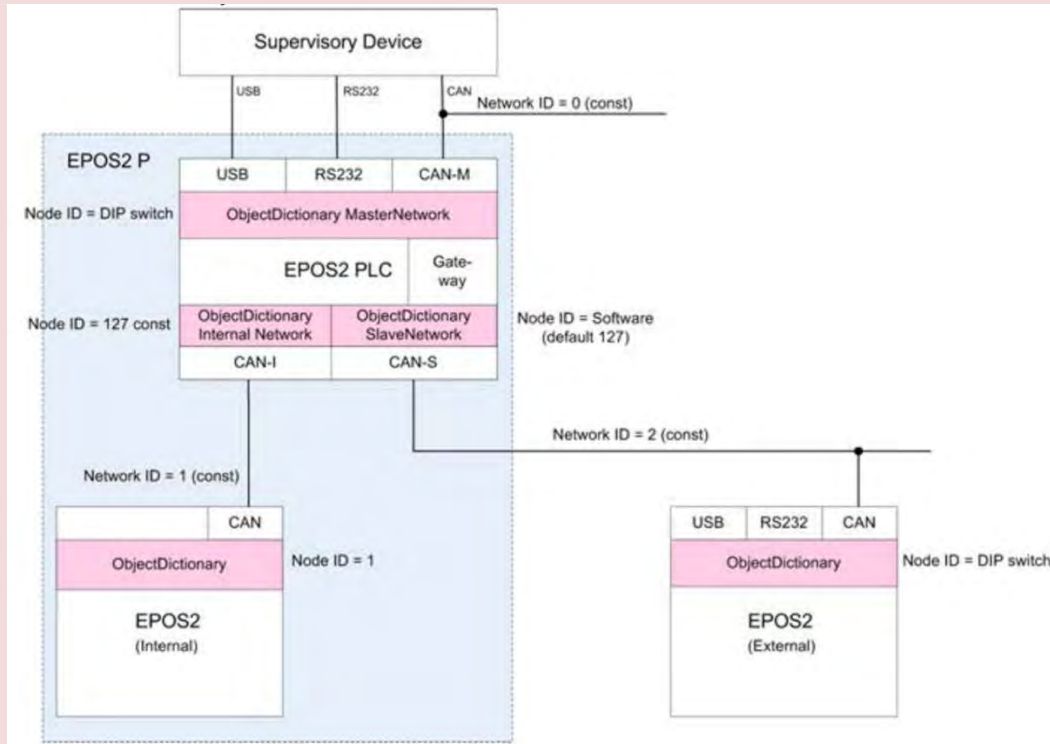 Supervisory Device
USB
RS232
CAN
Network ID = 0 (const)
EPOS2 P
USB
RS232
CAN-M
Node ID = DIP switch
ObjectDictionary MasterNetwork
EPOS2 PLC
Gate-
way
Node ID = 127 const
ObjectDictionary
Internal Network
ObjectDictionary
SlaveNetwork
Node ID = Software
(default 127)
CAN-I
CAN-S
Network ID = 2 (const)
Network ID = 1 (const)
CAN
ObjectDictionary
Node ID = 1
EPOS2
(Internal)
USB
RS232
CAN
ObjectDictionary
Node ID = DIP switch
EPOS2
(External)